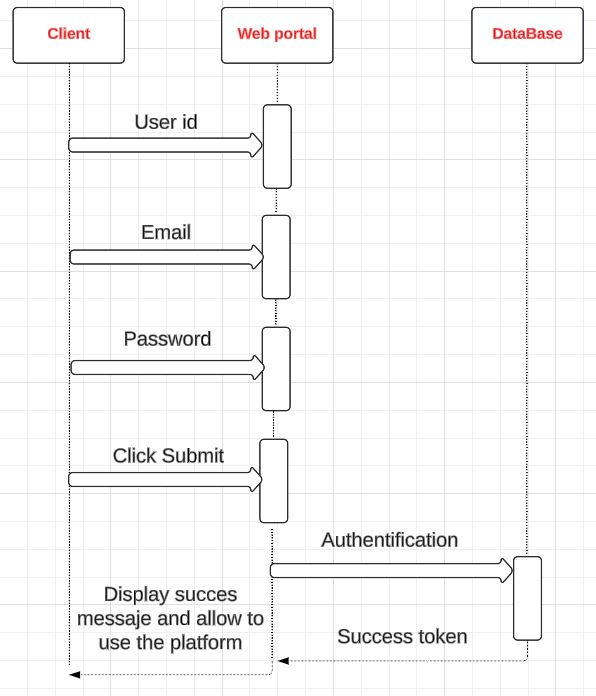 Client
Web portal
DataBase
User id
Email
Password
Click Submit
Authentification
Display succes
messaje and allow to
use the platform
Success token